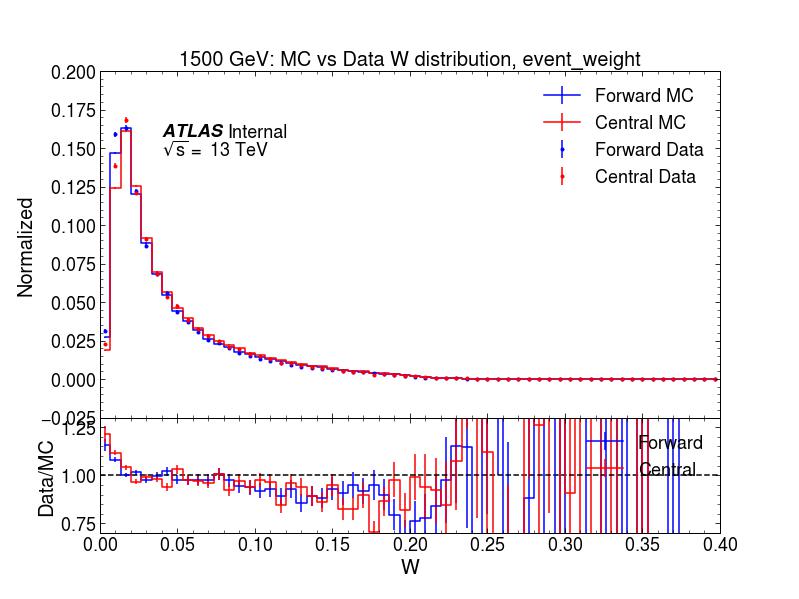 1500 GeV: MC vs Data W distribution, event_weight
0.200
0.175
0.150
0.125
0.100
0.075
0.050
0.025
0.000
−0.025
Normalized
ATLAS Internal
√s = 13 TeV
Forward MC
Central MC
Forward Data
Central Data
1.25
1.00
0.75
Data/MC
Forward
Central
0.00 0.05 0.10 0.15 0.20 0.25 0.30 0.35 0.40
W